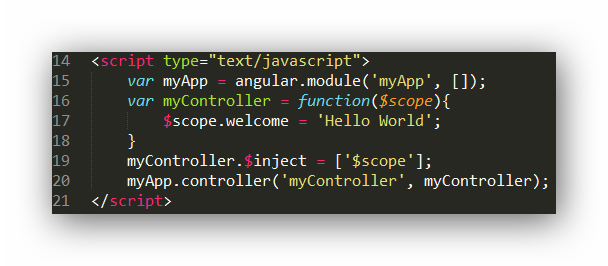 14 <script type="text/javascript">
15 var myApp = angular.module('myApp', []);
16 var myController = function($scope){
17 $scope.welcome = 'Hello World';
18 }
19 myController.$inject = ['$scope'];
20 myApp.controller('myController', myController);
21 </script>